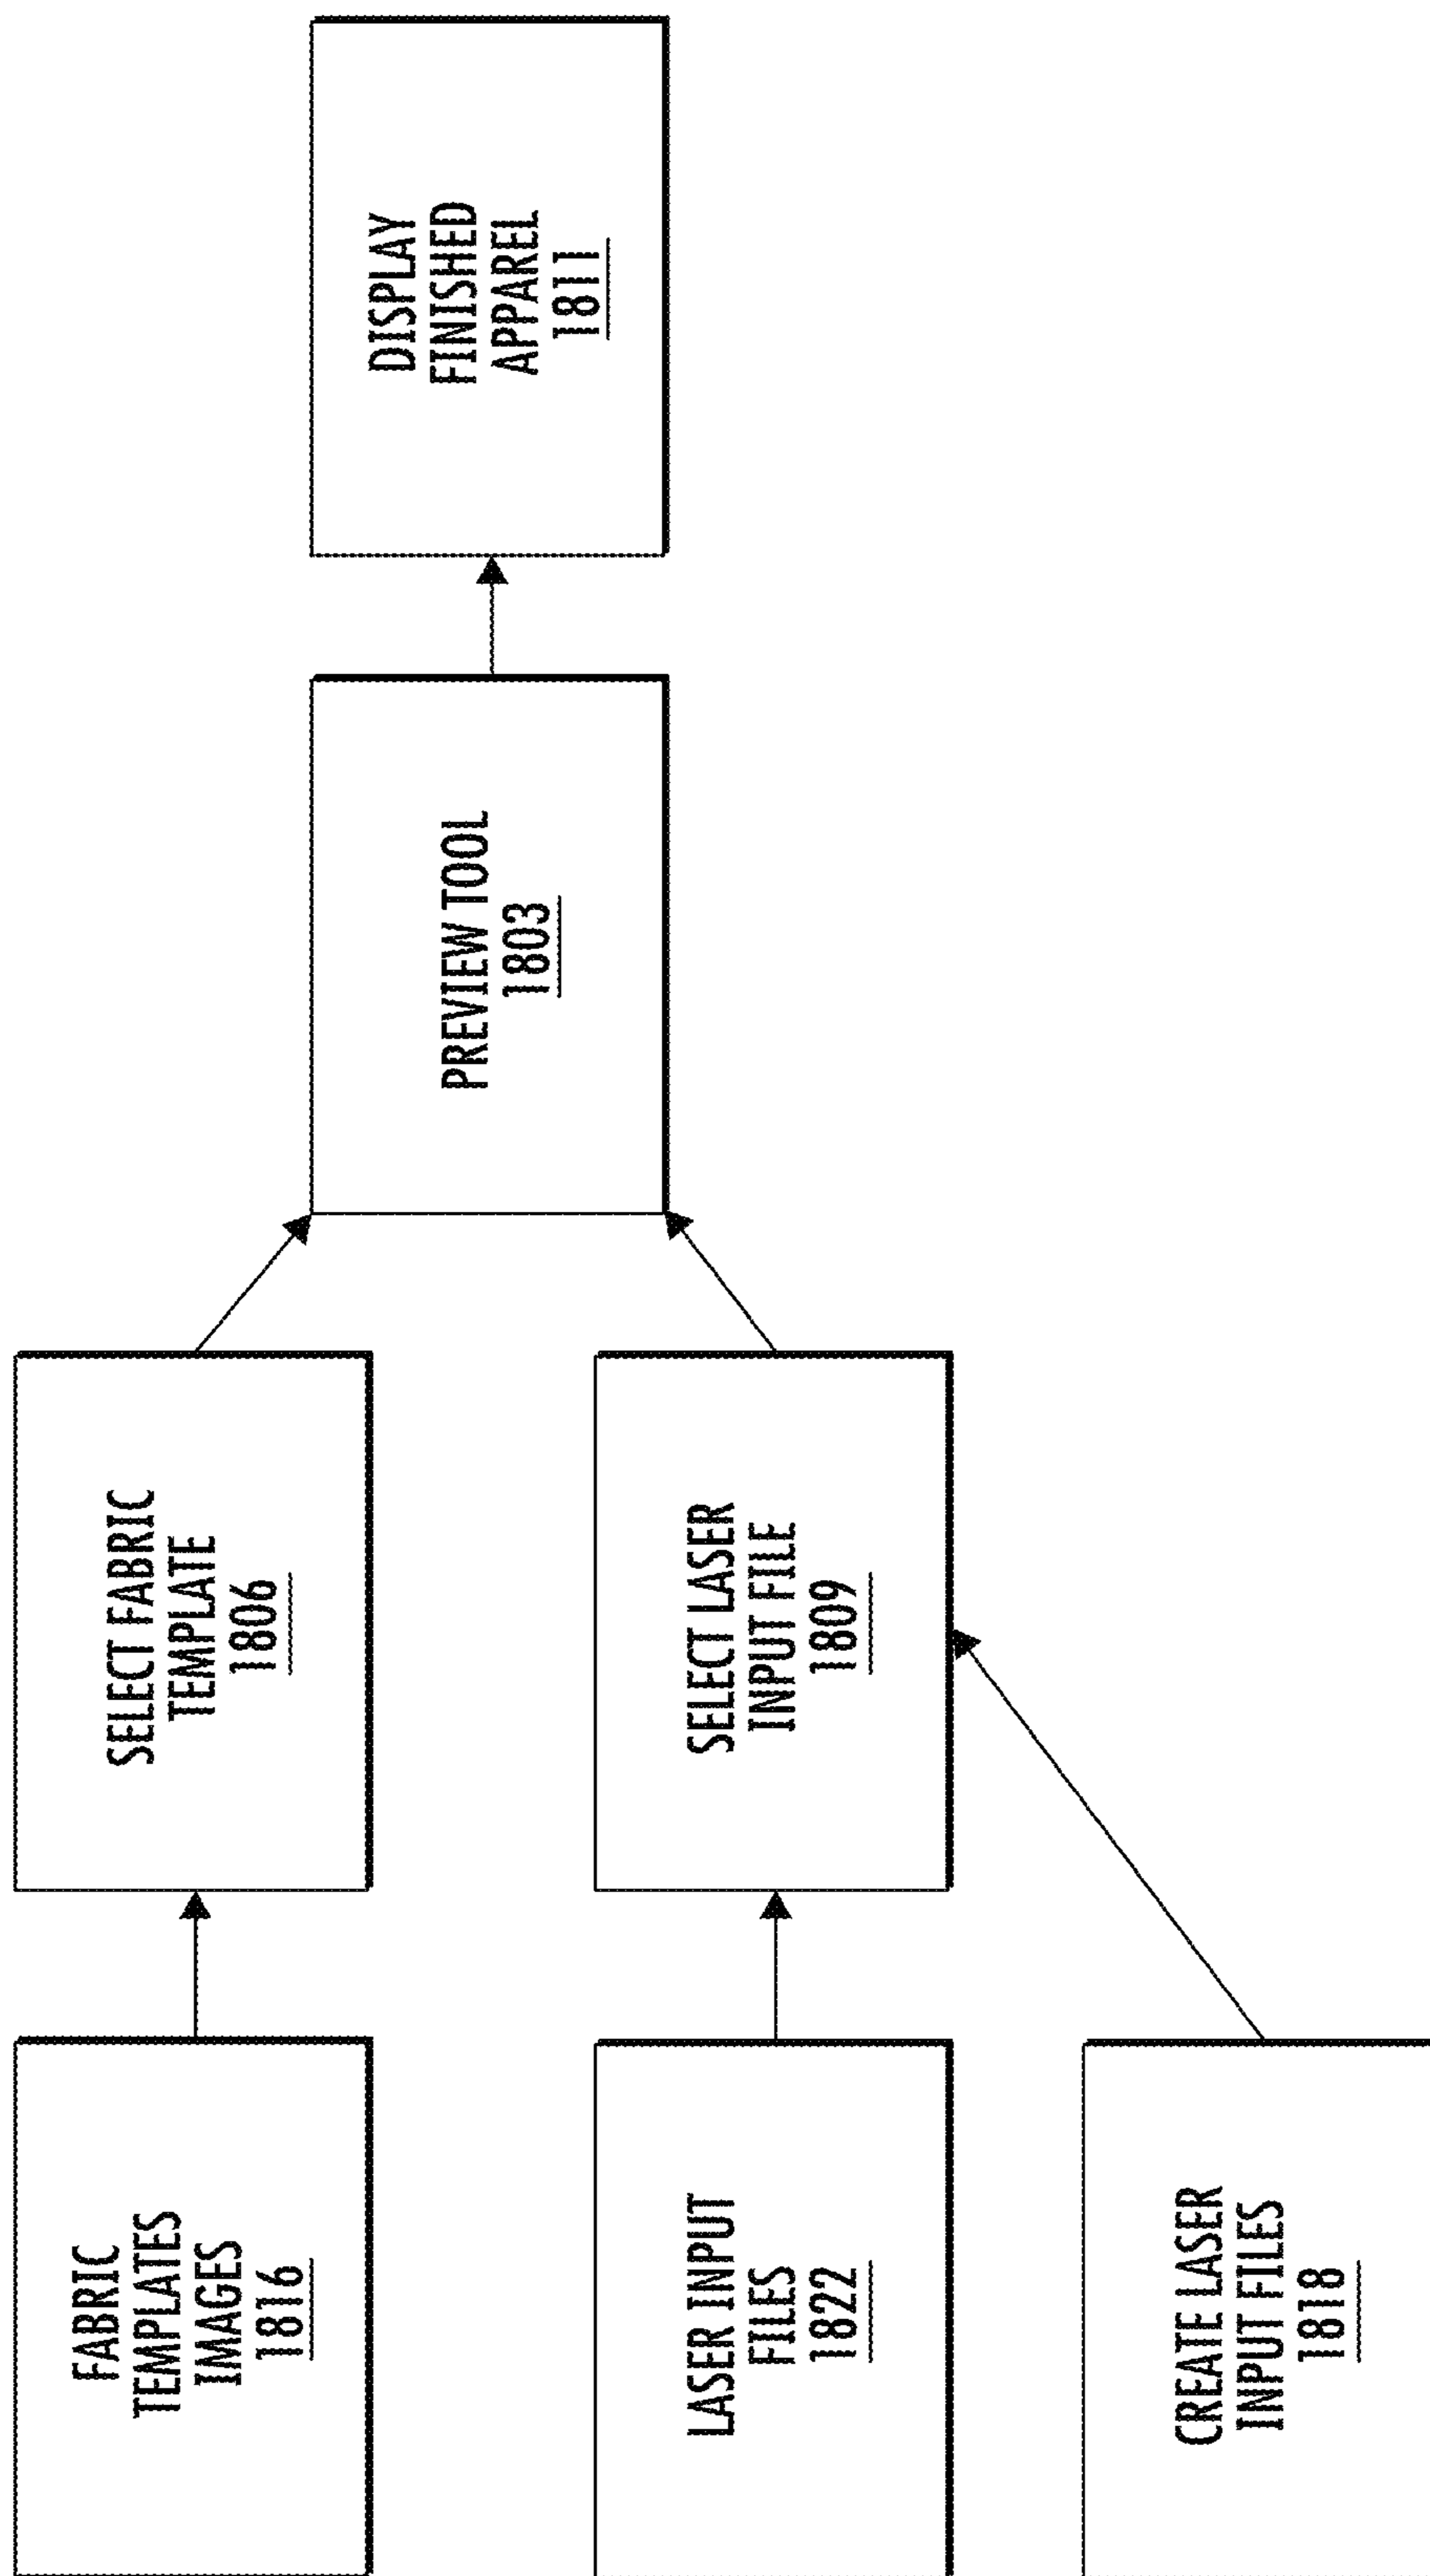 FABRIC
TEMPLATES
IMAGES
1816
SELECT FABRIC
TEMPLATE
1806
LASER INPUT
FILES
1822
SELECT LASER
INPUT FILE
1809
CREATE LASER
INPUT FILES
1818
PREVIEW TOOL
1803
DISPLAY
FINISHED
APPAREL
1811